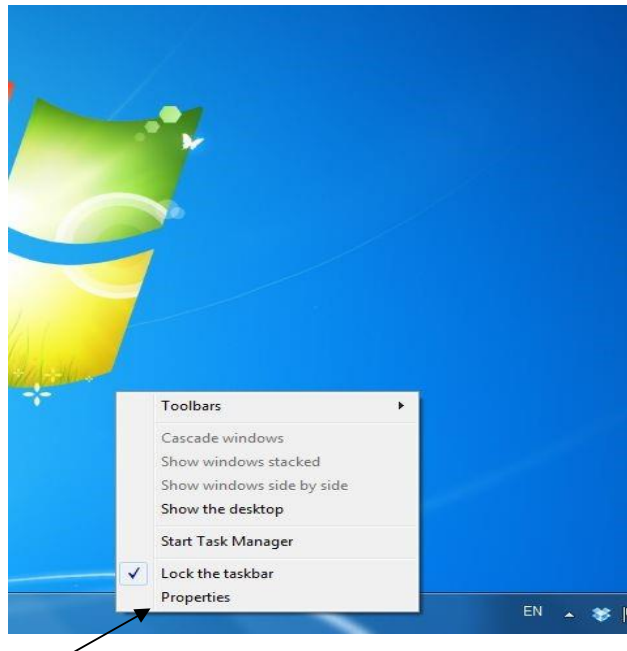 Toolbars
Cascade windows
Show windows stacked
Show windows side by side
Show the desktop
Start Task Manager
Lock the taskbar
Properties
EN